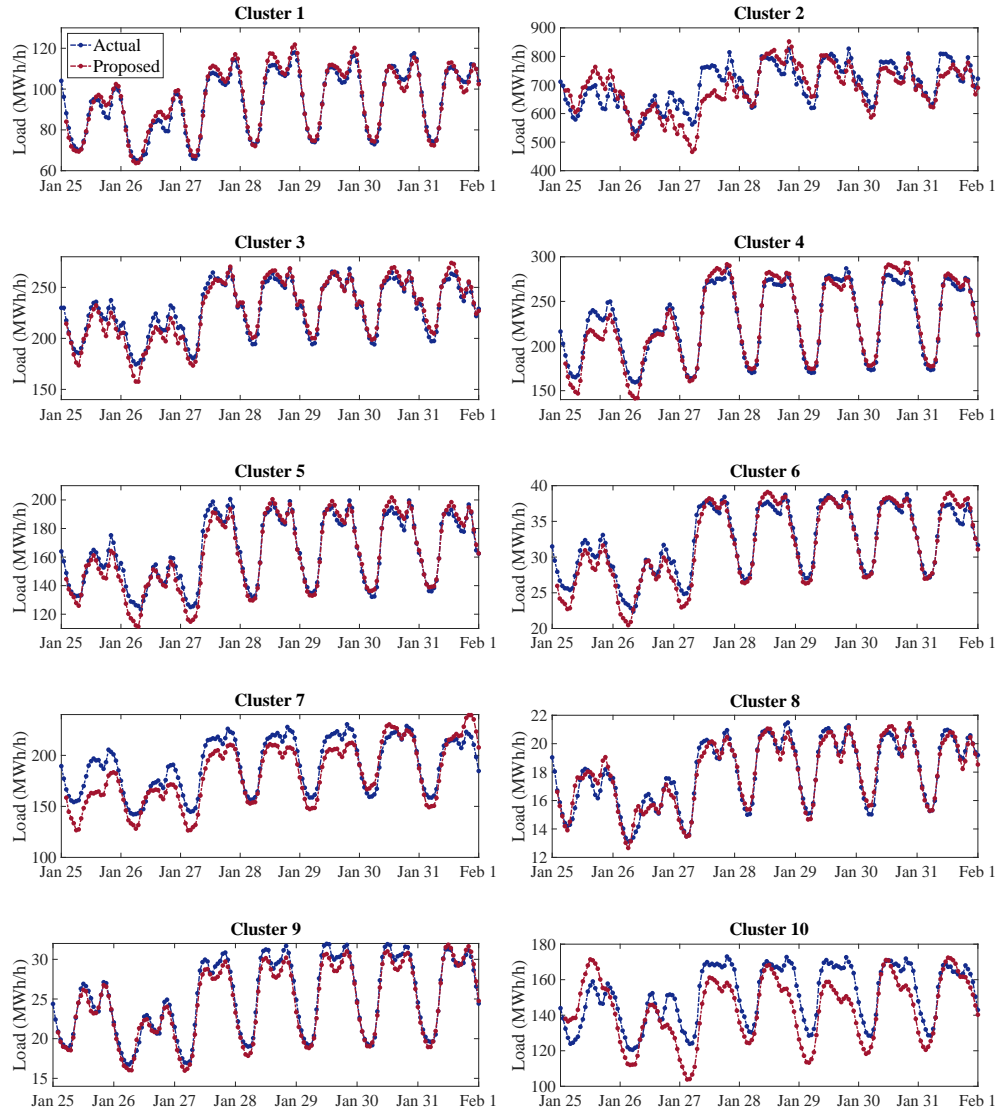 Cluster 1
Load (MWh/h)
120
100
80
60
Actual
Proposed
Jan 25 Jan 26 Jan 27 Jan 28 Jan 29 Jan 30 Jan 31 Feb 1
Cluster 2
Load (MWh/h)
900
800
700
600
500
400
Jan 25 Jan 26 Jan 27 Jan 28 Jan 29 Jan 30 Jan 31 Feb 1
Cluster 3
Load (MWh/h)
250
200
150
Jan 25 Jan 26 Jan 27 Jan 28 Jan 29 Jan 30 Jan 31 Feb 1
Cluster 4
Load (MWh/h)
300
250
200
150
Jan 25 Jan 26 Jan 27 Jan 28 Jan 29 Jan 30 Jan 31 Feb 1
Cluster 5
Load (MWh/h)
200
180
160
140
120
Jan 25 Jan 26 Jan 27 Jan 28 Jan 29 Jan 30 Jan 31 Feb 1
Cluster 6
Load (MWh/h)
40
35
30
25
20
Jan 25 Jan 26 Jan 27 Jan 28 Jan 29 Jan 30 Jan 31 Feb 1
Cluster 7
Load (MWh/h)
200
150
100
Jan 25 Jan 26 Jan 27 Jan 28 Jan 29 Jan 30 Jan 31 Feb 1
Cluster 8
Load (MWh/h)
22
20
18
16
14
12
Jan 25 Jan 26 Jan 27 Jan 28 Jan 29 Jan 30 Jan 31 Feb 1
Cluster 9
Load (MWh/h)
30
25
20
15
Jan 25 Jan 26 Jan 27 Jan 28 Jan 29 Jan 30 Jan 31 Feb 1
Cluster 10
Load (MWh/h)
180
160
140
120
100
Jan 25 Jan 26 Jan 27 Jan 28 Jan 29 Jan 30 Jan 31 Feb 1